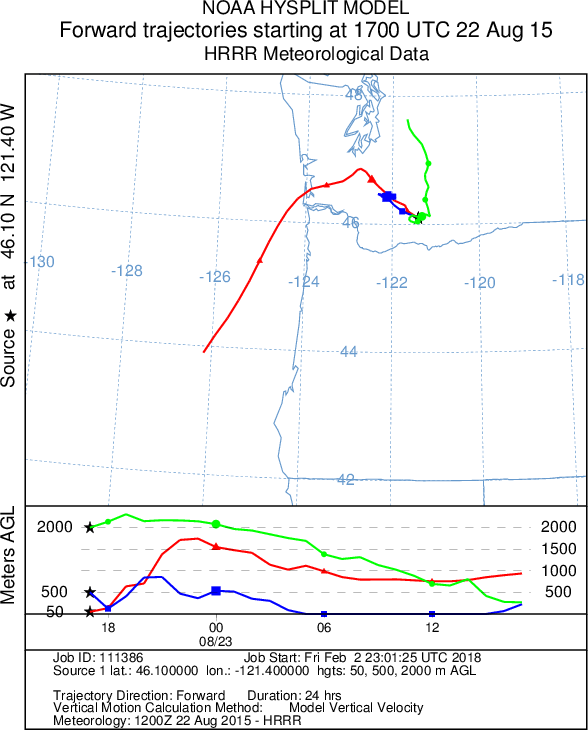 NOAA HYSPLIT MODEL
Forward trajectories starting at 1700 UTC 22 Aug 15
HRRR Meteorological Data
Source ★ at 46.10 N 121.40 W
48
46
-130
-128
-126
-124
-122
-120
-118
44
42
Meters AGL
2000 2000
1500
1000
500 500
50
18 00 06 12
08/23
Job ID: 111386 Job Start: Fri Feb 2 23:01:25 UTC 2018
Source 1 lat.: 46.100000 lon.: -121.400000 hgts: 50, 500, 2000 m AGL
Trajectory Direction: Forward Duration: 24 hrs
Vertical Motion Calculation Method: Model Vertical Velocity
Meteorology: 1200Z 22 Aug 2015 - HRRR